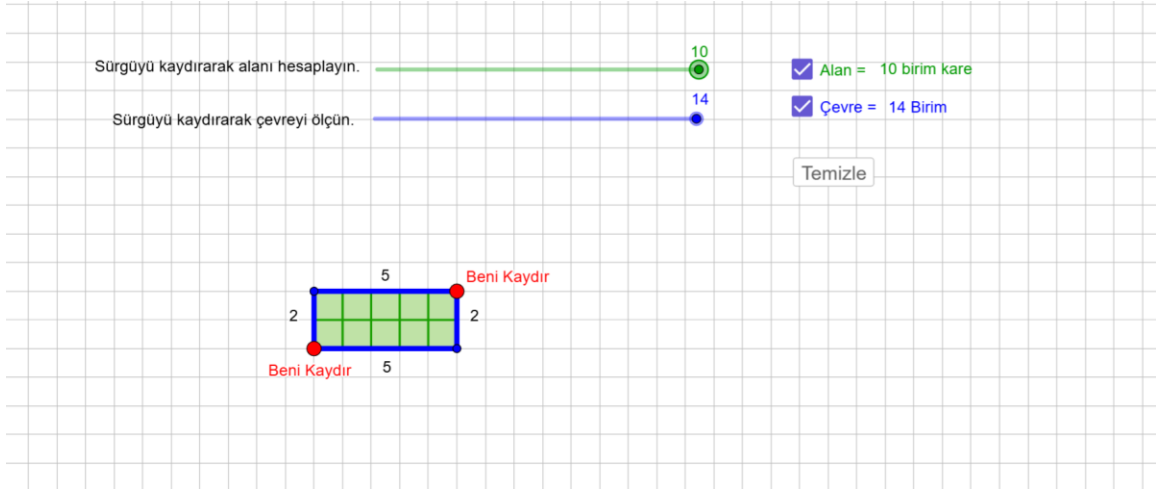 10
Sürgüyü kaydırarak alanı hesaplayın.
Alan = 10 birim kare
14
Çevre = 14 Birim
Sürgüyü kaydırarak çevreyi ölçün.
Temizle
5
Beni Kaydır
2
2
Beni Kaydır
5